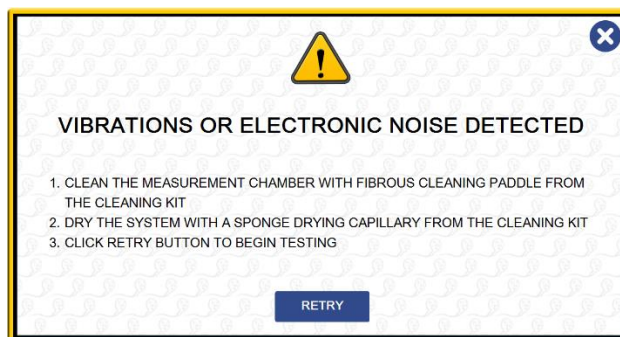 VIBRATIONS OR ELECTRONIC NOISE DETECTED
1. CLEAN THE MEASUREMENT CHAMBER WITH FIBROUS CLEANING PADDLE FROM
THE CLEANING KIT
2. DRY THE SYSTEM WITH A SPONGE DRYING CAPILLARY FROM THE CLEANING KIT
3. CLICK RETRY BUTTON TO BEGIN TESTING
RETRY